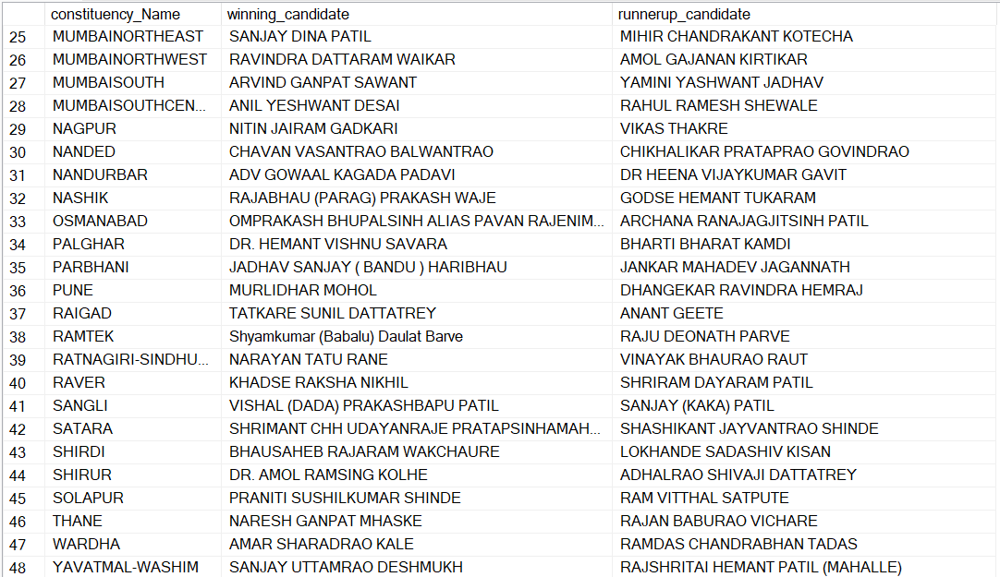 constituency_Name winning_candidate runnerup_candidate
25 MUMBAINORTHEAST SANJAY DINA PATIL MIHIR CHANDRAKANT KOTECHA
26 MUMBAINORTHWEST RAVINDRA DATTARAM WAIKAR AMOL GAJANAN KIRTIKAR
27 MUMBAISOUTH ARVIND GANPAT SAWANT YAMINI YASHWANT JADHAV
28 MUMBAISOUTHCEN... ANIL YESHWANT DESAI RAHUL RAMESH SHEWALE
29 NAGPUR NITIN JAIRAM GADKARI VIKAS THAKRE
30 NANDED CHAVAN VASANTRAO BALWANTRAO CHIKHALIKAR PRATAPRAO GOVINDRAO
31 NANDURBAR ADV GOWAAL KAGADA PADAVI DR HEENA VIJAYKUMAR GAVIT
32 NASHIK RAJABHAU (PARAG) PRAKASH WAJE GODSE HEMANT TUKARAM
33 OSMANABAD OMPRAKASH BHUPALSINH ALIAS PAVAN RAJENIM... ARCHANA RANAJAGJITSINH PATIL
34 PALGHAR DR. HEMANT VISHNU SAVARA BHARTI BHARAT KAMDI
35 PARBHANI JADHAV SANJAY ( BANDU ) HARIBHAU JANKAR MAHADEV JAGANNATH
36 PUNE MURLIDHAR MOHOL DHANGEKAR RAVINDRA HEMRAJ
37 RAIGAD TATKARE SUNIL DATTATREY ANANT GEETE
38 RAMTEK Shyamkumar (Babalu) Daulat Barve RAJU DEONATH PARVE
39 RATNAGIRI-SINDHU... NARAYAN TATU RANE VINAYAK BHAURAO RAUT
40 RAVER KHADSE RAKSHA NIKHIL SHRIRAM DAYARAM PATIL
41 SANGLI VISHAL (DADA) PRAKASHBAPU PATIL SANJAY (KAKA) PATIL
42 SATARA SHRIMANT CHH UDAYANRAJE PRATAPSINHAMAH... SHASHIKANT JAYVANTRAO SHINDE
43 SHIRDI BHAUSAHEB RAJARAM WAKCHAURE LOKHANDE SADASHIV KISAN
44 SHIRUR DR. AMOL RAMSING KOLHE ADHALRAO SHIVAJI DATTATREY
45 SOLAPUR PRANITI SUSHILKUMAR SHINDE RAM VITTHAL SATPUTE
46 THANE NARESH GANPAT MHASKE RAJAN BABURAO VICHARE
47 WARDHA AMAR SHARADRAO KALE RAMDAS CHANDRABHAN TADAS
48 YAVATMAL-WASHIM SANJAY UTTAMRAO DESHMUKH RAJSHRITAI HEMANT PATIL (MAHALLE)